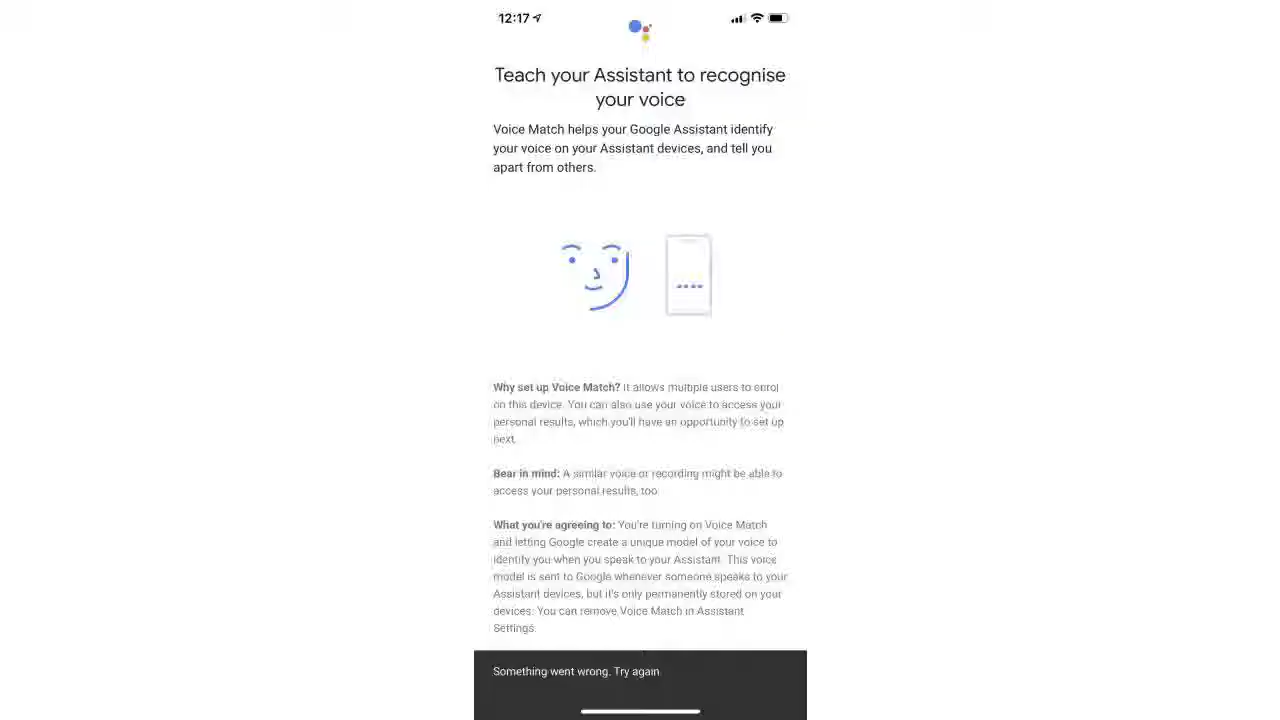 12:17
Teach your Assistant to recognise
your voice
Voice Match helps your Google Assistant identify
your voice on your Assistant devices, and tell you
apart from others.
Why set up Voice Match? It allows multiple users to enrol
on this device. You can also use your voice to access your
personal results, which you'll have an opportunity to set up
next.
Bear in mind: A similar voice or recording might be able to
access your personal results, too.
What you're agreeing to: You're turning on Voice Match
and letting Google create a unique model of your voice to
identify you when you speak to your Assistant. This voice
model is sent to Google whenever someone speaks to your
Assistant devices, but it's only permanently stored on your
devices. You can remove Voice Match in Assistant
Settings.
Something went wrong. Try again